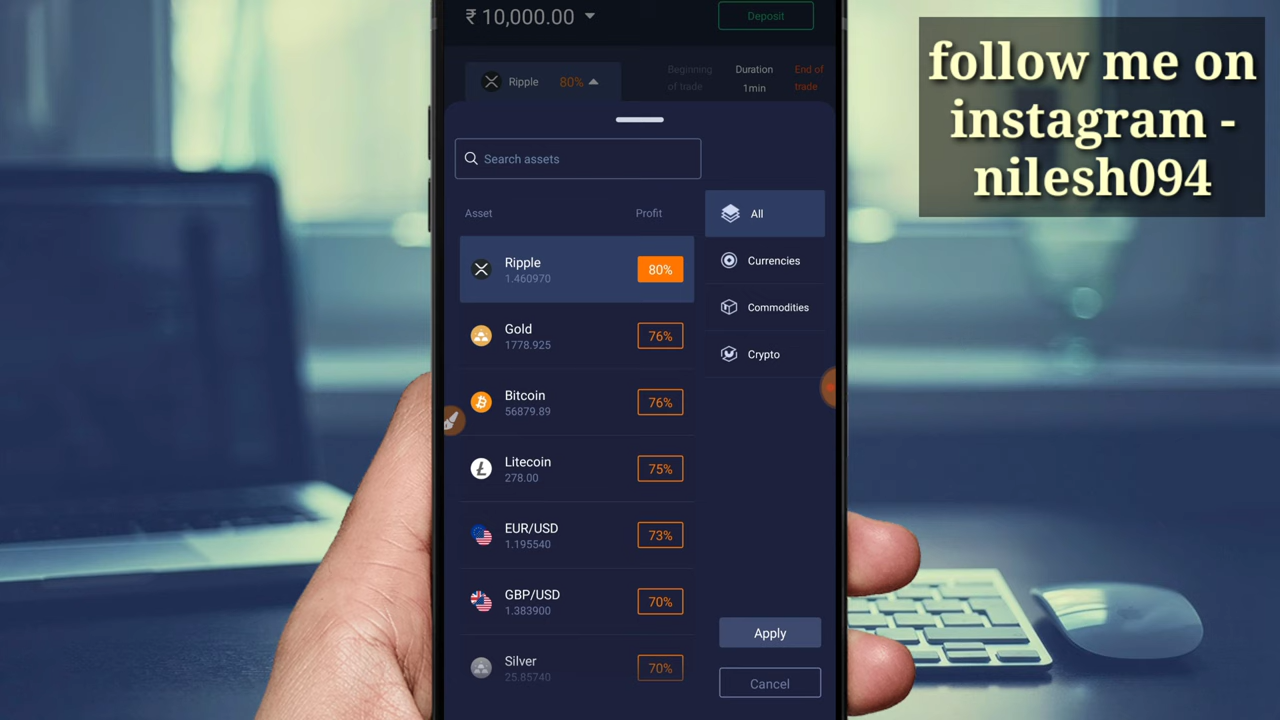 ₹ 10,000.00
Deposit
Ripple 80%
Beginning
of trade
Duration
1min
End of
trade
Search assets
Asset Profit
Ripple
1.460970
80%
Gold
1778.925
76%
Bitcoin
56879.89
76%
Litecoin
278.00
75%
EUR/USD
1.195540
73%
GBP/USD
1.383900
70%
Silver
25.85740
70%
All
Currencies
Commodities
Crypto
Apply
Cancel
follow me on
instagram -
nilesh094